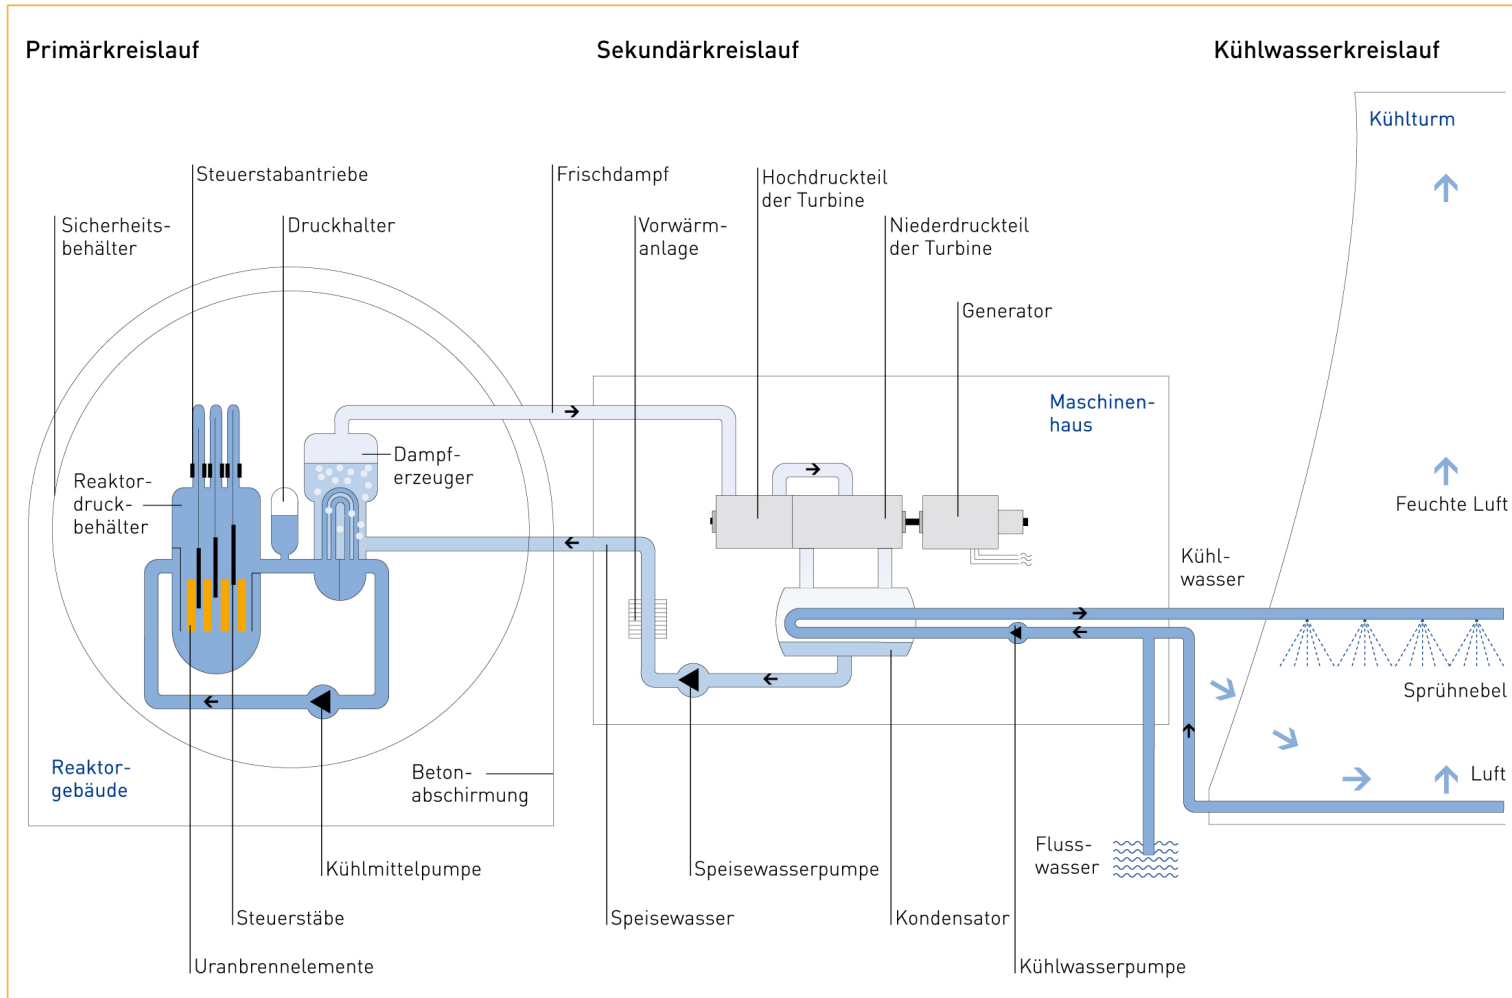 Primärkreislauf
Sekundärkreislauf
Kühlwasserkreislauf
Kühlturm
Steuerstabantriebe
Frischdampf
Hochdruckteil
der Turbine
Sicherheits-
behälter
Druckhalter
Vorwärm-
anlage
Niederdruckteil
der Turbine
Generator
Maschinen-
haus
Dampf-
erzeuger
Reaktor-
druck-
behälter
Feuchte Luft
Kühl-
wasser
Sprühnebel
Reaktor-
gebäude
Beton-
abschirmung
Luft
Fluss-
wasser
Kühlmittelpumpe
Speisewasserpumpe
Steuerstäbe
Speisewasser
Kondensator
Uranbrennelemente
Kühlwasserpumpe